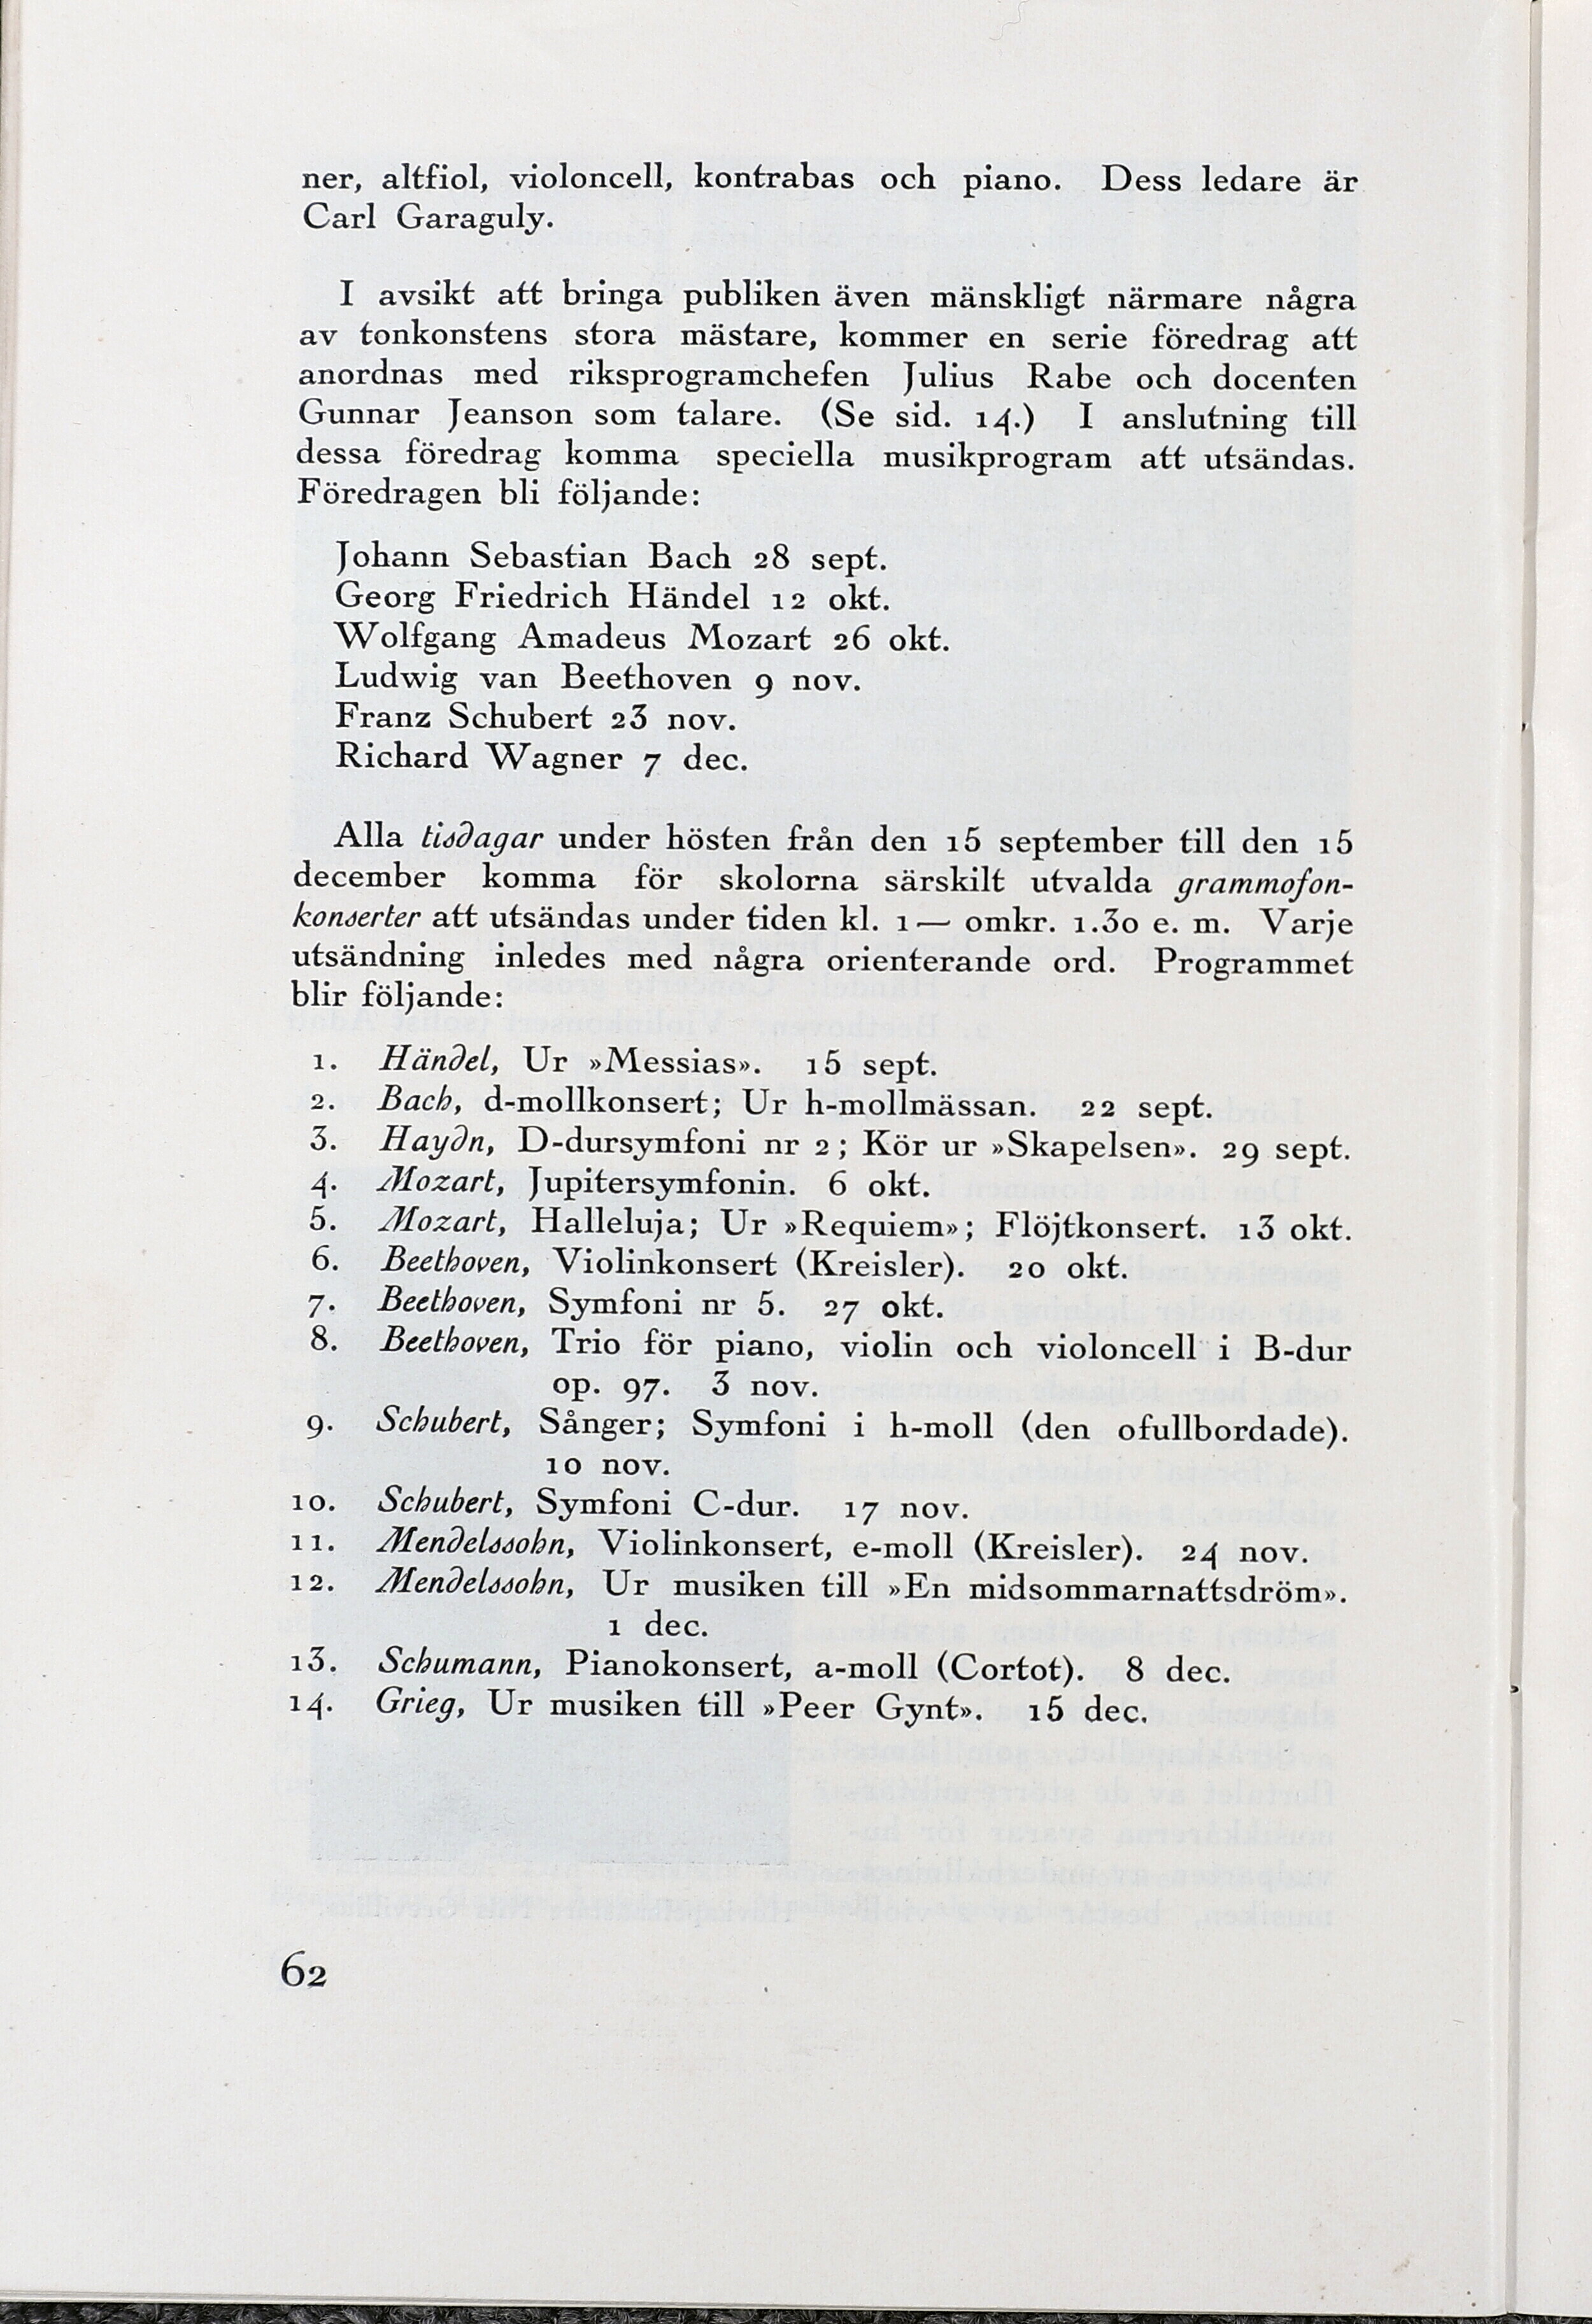 ner, altfiol, violoncell, kontrabas och piano. Dess ledare är
Carl Garaguly.
I avsikt att bringa publiken även mänskligt närmare några
av tonkonstens stora mästare, kommer en serie föredrag att
anordnas med riksprogramchefen Julius Rabe och docenten
Gunnar Jeanson som talare. (Se sid. 14.) I anslutning till
dessa föredrag komma speciella musikprogram att utsändas.
Föredragen bli följande:
Johann Sebastian Bach 28 sept.
Georg Friedrich Händel 12 okt.
Wolfgang Amadeus Mozart 26 okt.
Ludwig van Beethoven 9 nov.
Franz Schubert 23 nov.
Richard Wagner 7 dec.
Alla tisdagar under hösten från den 15 september till den 15
december komma för skolorna särskilt utvalda grammofon-
konserter att utsändas under tiden kl. 1— omkr. 1.30 e. m. Varje
utsändning inledes med några orienterande ord. Programmet
blir följande:
1. Händel, Ur »Messias». 15 sept.
2. Bach, d-mollkonsert; Ur h-mollmässan. 22 sept.
3. Haydn, D-dursymfoni nr 2; Kör ur »Skapelsen». 29 sept.
4. Mozart, Jupitersymfonin. 6 okt.
5. Mozart, Halleluja; Ur »Requiem»; Flöjtkonsert. 13 okt.
6. Beethoven, Violinkonsert (Kreisler). 20 okt.
7. Beethoven, Symfoni nr 5. 27 okt.
8. Beethoven, Trio för piano, violin och violoncell i B-dur
op. 97. 3 nov.
9. Schubert, Sånger; Symfoni i h-moll (den ofullbordade).
10 nov.
10. Schubert, Symfoni C-dur. 17 nov.
11. Mendelssohn, Violinkonsert, e-moll (Kreisler). 24 nov.
12. Mendelssohn, Ur musiken till »En midsommarnattsdröm».
1 dec.
13. Schumann, Pianokonsert, a-moll (Cortot). 8 dec.
14. Grieg, Ur musiken till »Peer Gynt». 15 dec.
62